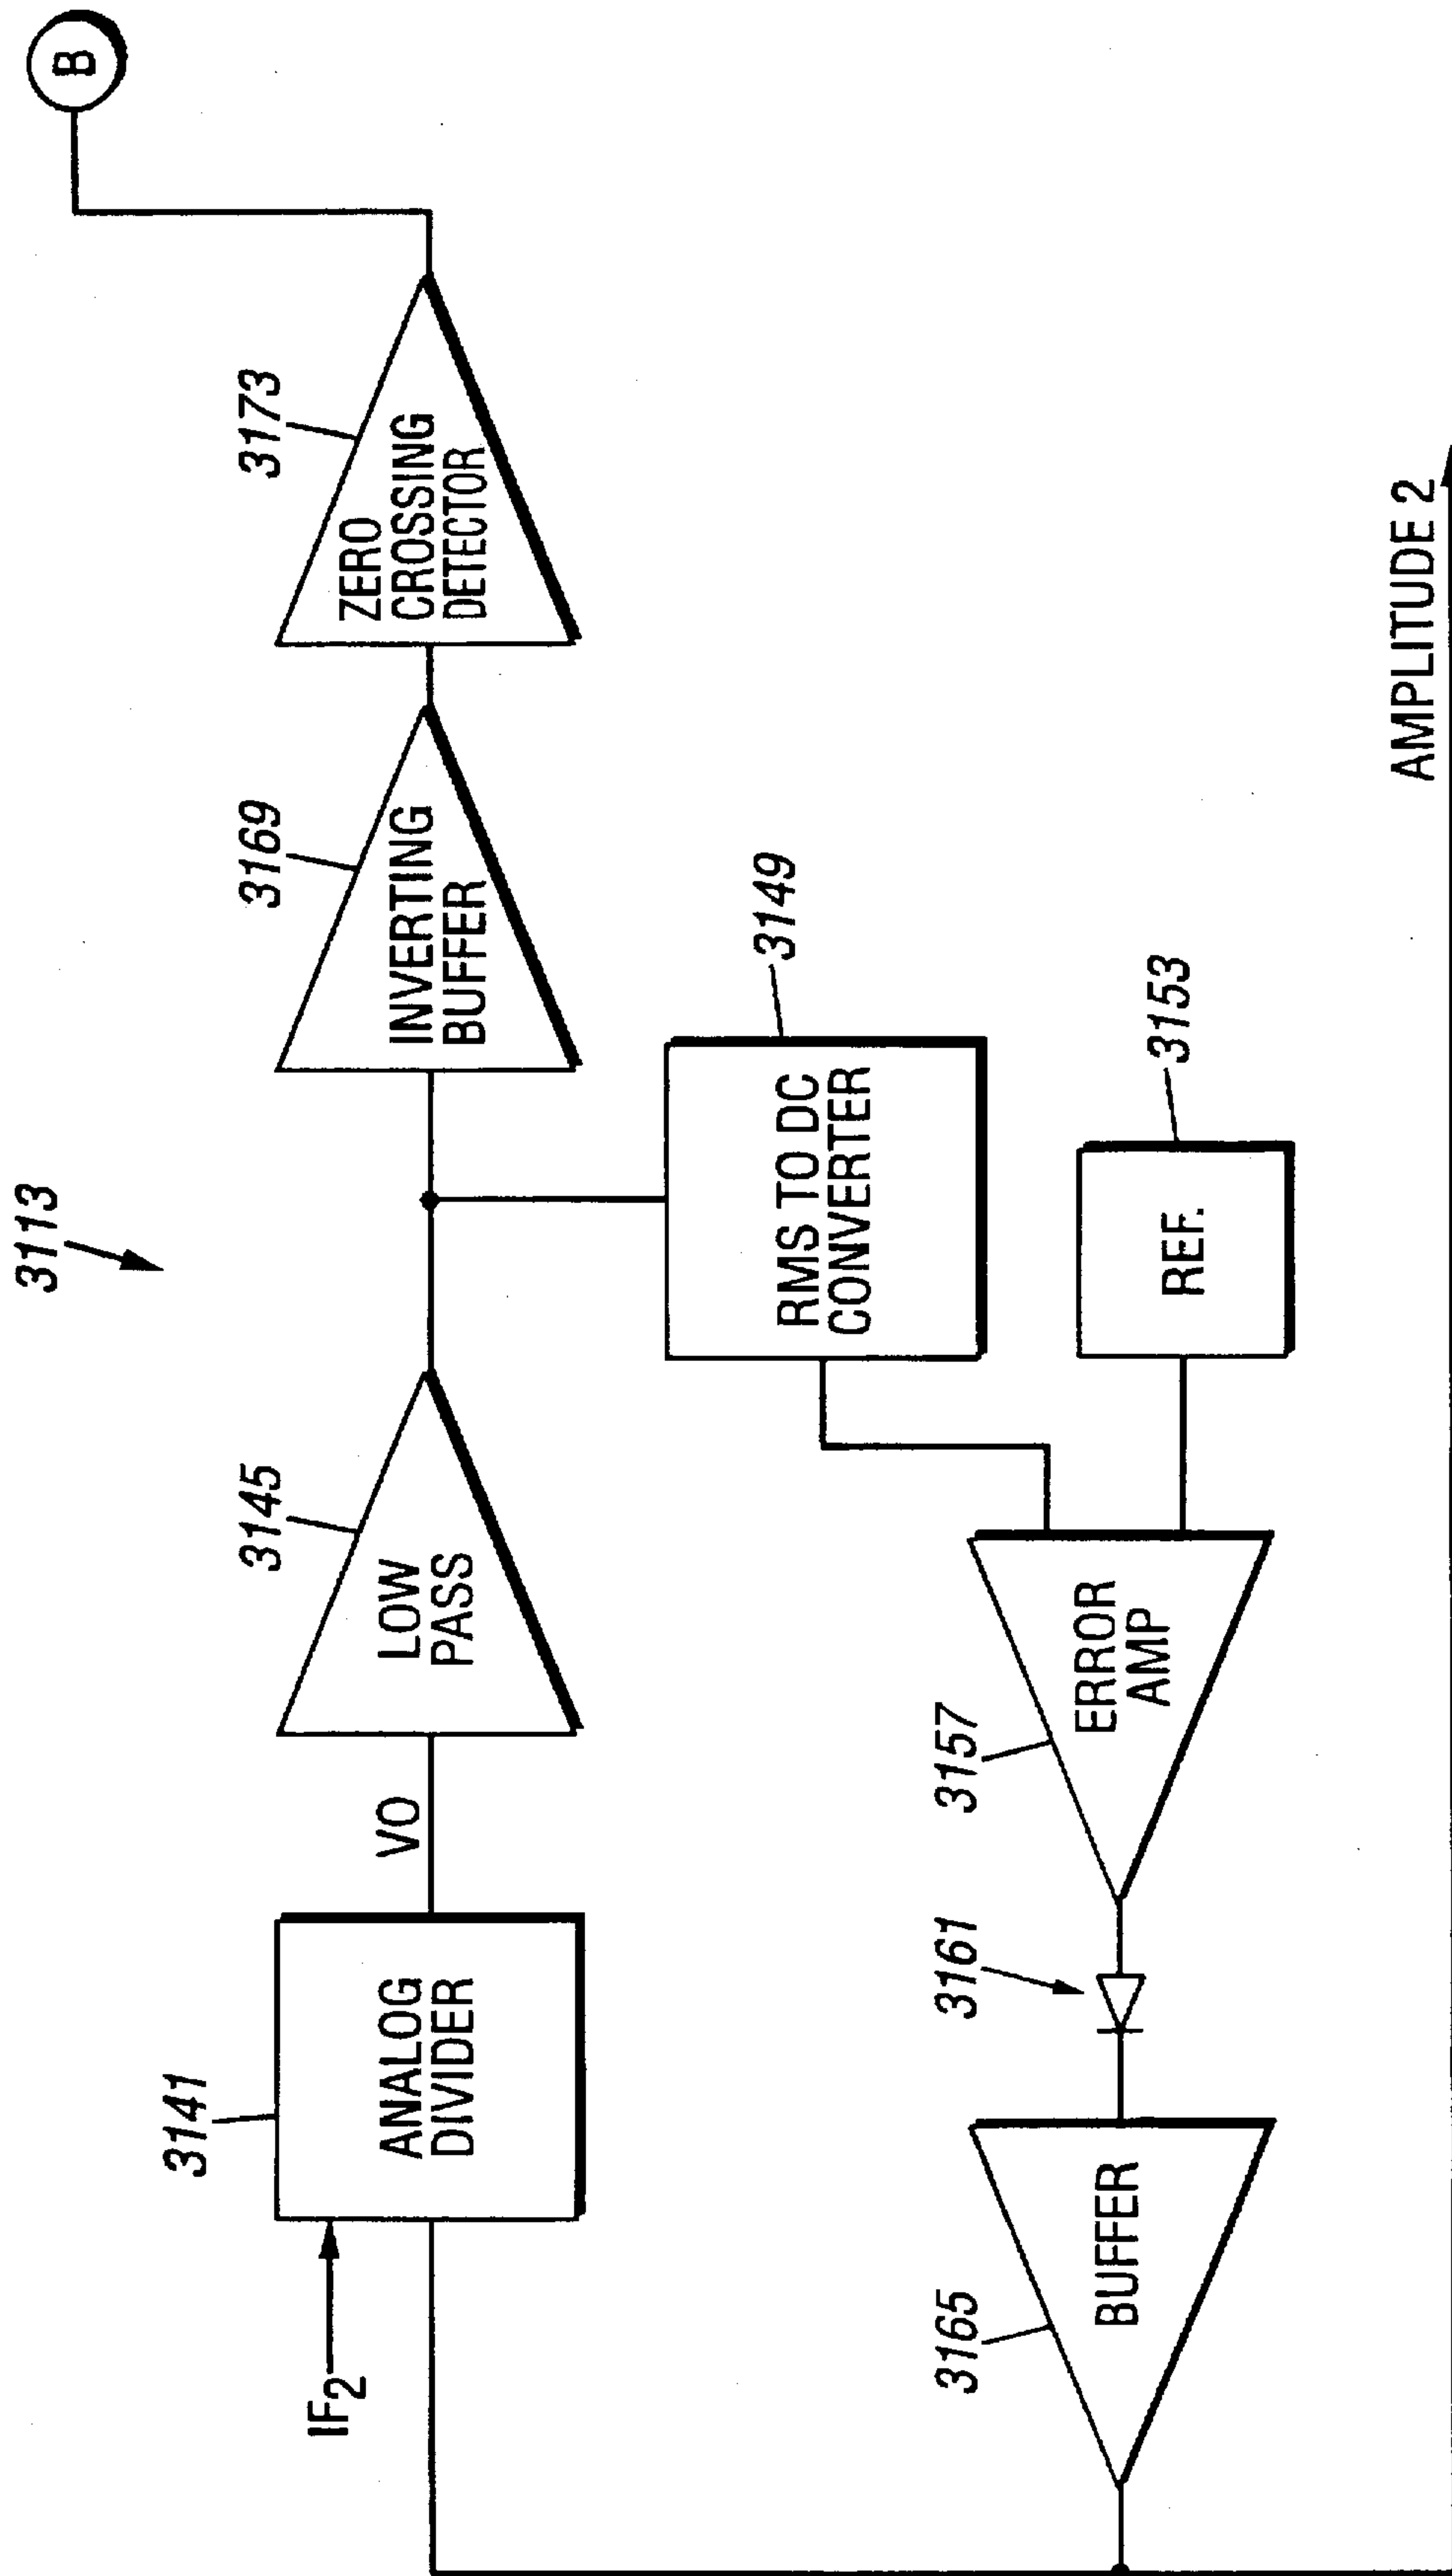 3113
B
3141
3145
3169
3173
IF2
ANALOG
DIVIDER
VO
LOW
PASS
INVERTING
BUFFER
ZERO
CROSSING
DETECTOR
3149
RMS TO DC
CONVERTER
3165
3161
3157
3153
BUFFER
ERROR
AMP
REF.
AMPLITUDE 2